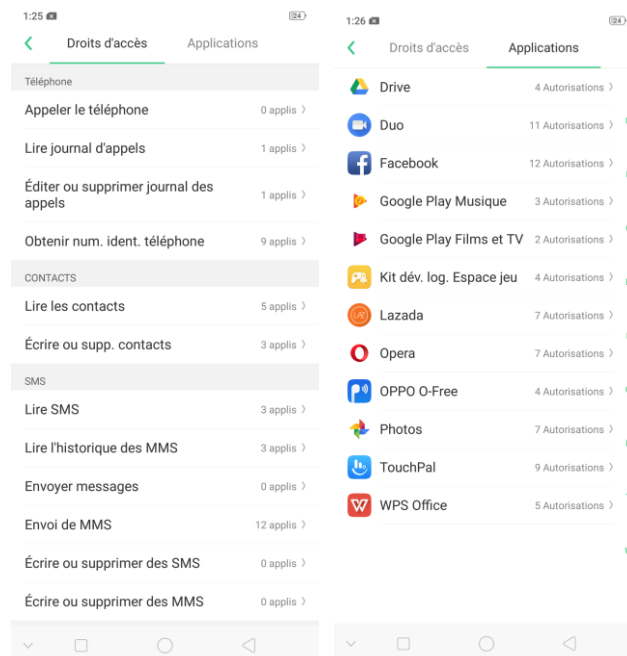 1:25
24
Droits d'accès Applications
Téléphone
Appeler le téléphone 0 applis
Lire journal d'appels 1 applis
Éditer ou supprimer journal des
appels 1 applis
Obtenir num. ident. téléphone 9 applis
CONTACTS
Lire les contacts 5 applis
Écrire ou supp. contacts 3 applis
SMS
Lire SMS 3 applis
Lire l'historique des MMS 3 applis
Envoyer messages 0 applis
Envoi de MMS 12 applis
Écrire ou supprimer des SMS 0 applis
Écrire ou supprimer des MMS 0 applis
1:26
24
Droits d'accès Applications
Drive 4 Autorisations
Duo 11 Autorisations
Facebook 12 Autorisations
Google Play Musique 3 Autorisations
Google Play Films et TV 2 Autorisations
Kit dév. log. Espace jeu 4 Autorisations
Lazada 7 Autorisations
Opera 7 Autorisations
OPPO O-Free 4 Autorisations
Photos 7 Autorisations
TouchPal 9 Autorisations
WPS Office 5 Autorisations